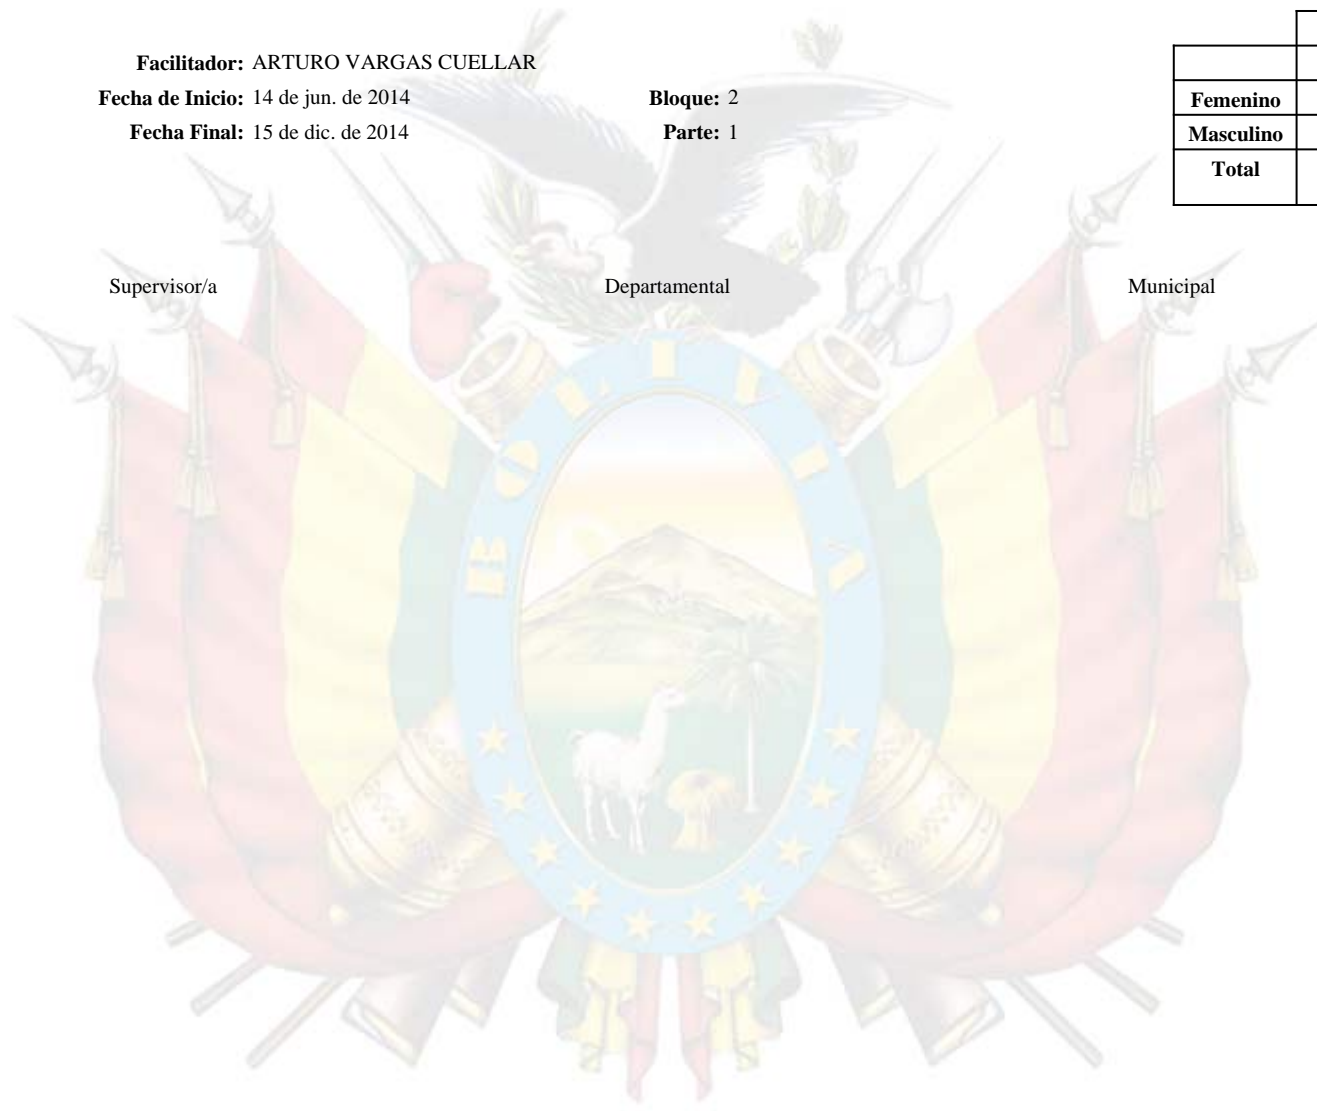 Facilitador: ARTURO VARGAS CUELLAR
Fecha de Inicio: 14 de jun. de 2014 Bloque: 2
Fecha Final: 15 de dic. de 2014 Parte: 1
Femenino
Masculino
Total
Supervisor/a Departamental Municipal
BOLIVIA